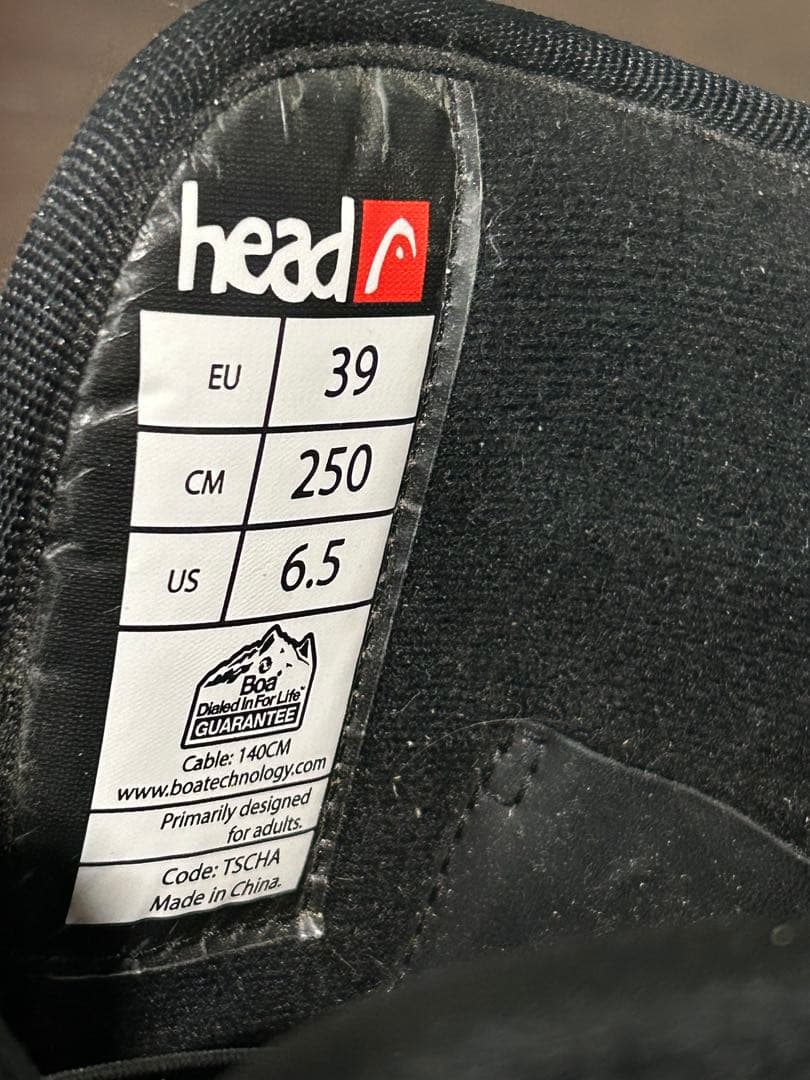 head
EU 39
CM 250
US 6.5
Boa
Dialed In For Life™
GUARANTEE
Cable: 140CM
www.boatechnology.com
Primarily designed
for adults.
Code: TSCHA
Made in China.